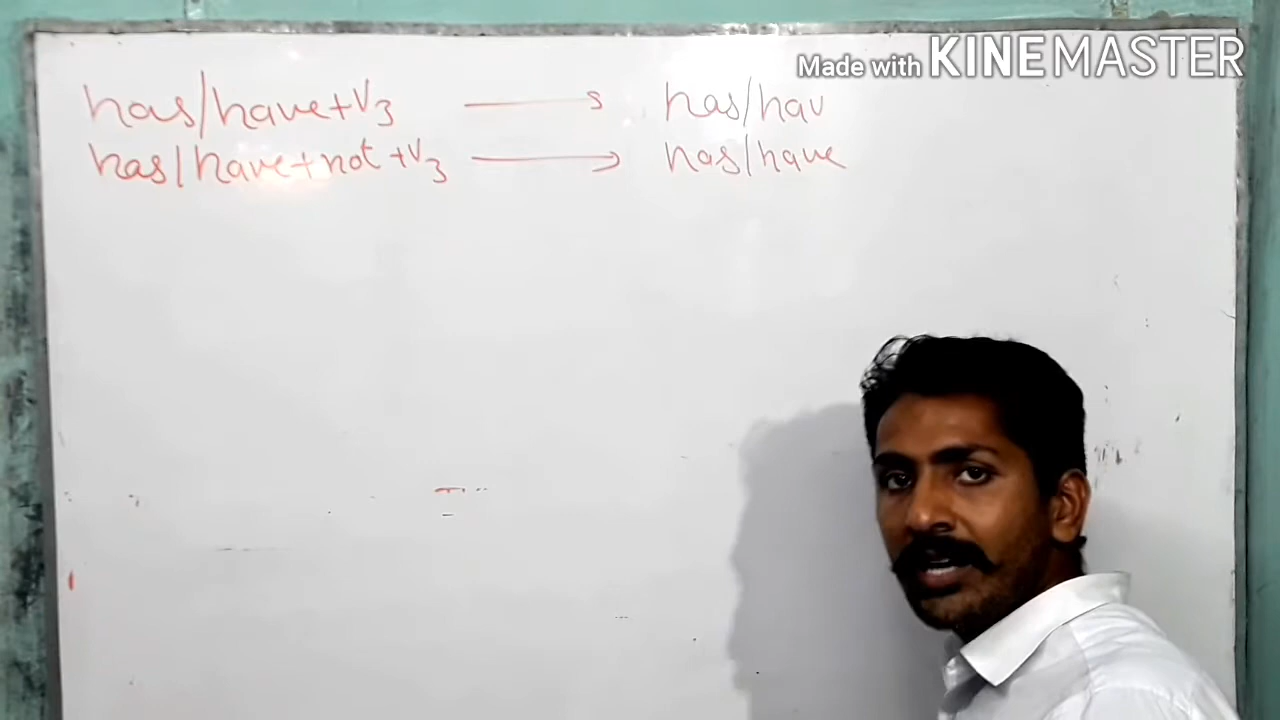 Made with KINEMASTER
has/have+V3 → has/hav
has/have+not+V3 → has/have